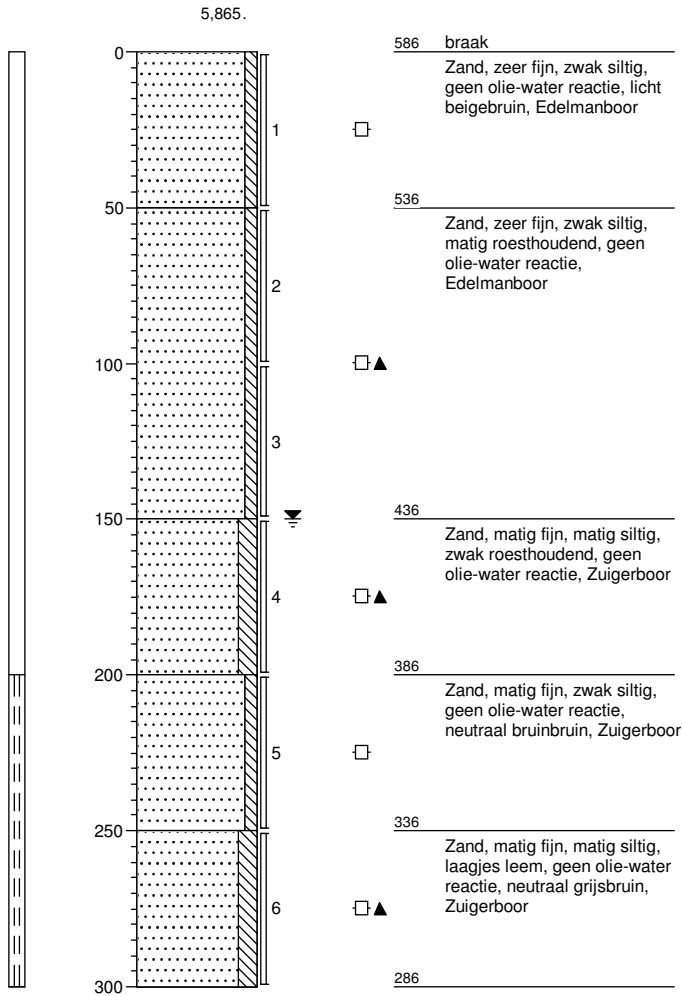 5,865.
0
586 braak
Zand, zeer fijn, zwak siltig,
geen olie-water reactie, licht
beigebruin, Edelmanboor
1
50
536
Zand, zeer fijn, zwak siltig,
matig roesthoudend, geen
olie-water reactie,
Edelmanboor
2
100
3
150
436
Zand, matig fijn, matig siltig,
zwak roesthoudend, geen
olie-water reactie, Zuigerboor
4
200
386
Zand, matig fijn, zwak siltig,
geen olie-water reactie,
neutraal bruinbruin, Zuigerboor
5
250
336
Zand, matig fijn, matig siltig,
laagjes leem, geen olie-water
reactie, neutraal grijsbruin,
Zuigerboor
6
300
286